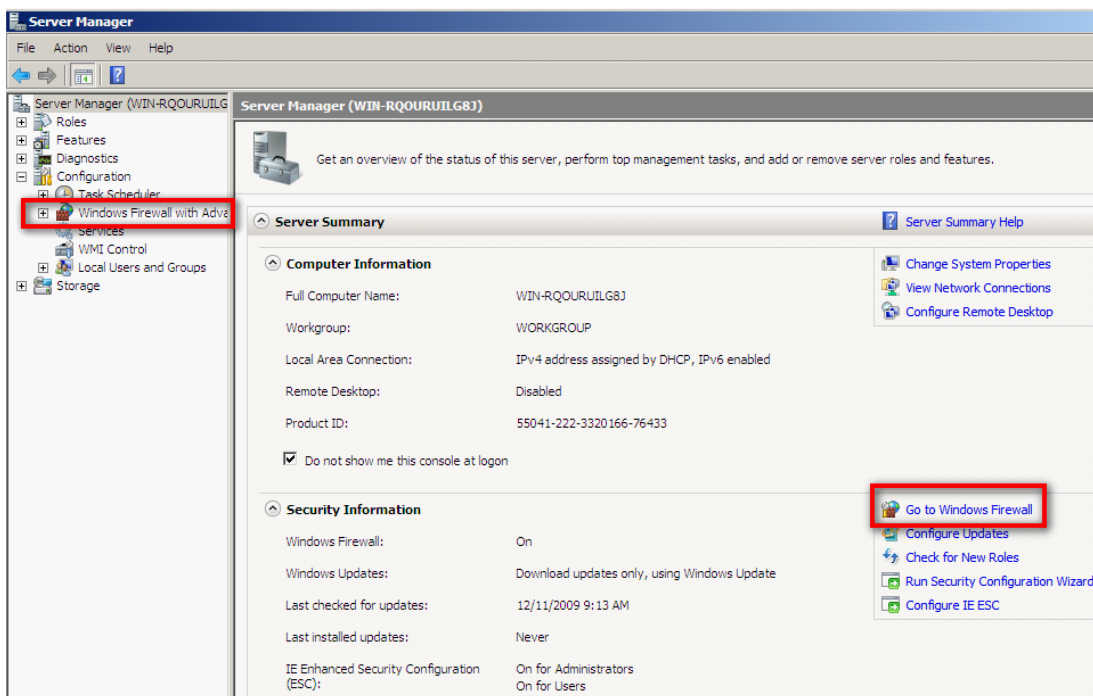 Server Manager
File Action View Help
Server Manager (WIN-RQOURUILG
Roles
Features
Diagnostics
Configuration
Task Scheduler
Windows Firewall with Adva
Services
WMI Control
Local Users and Groups
Storage
Server Manager (WIN-RQOURUILG8J)
Get an overview of the status of this server, perform top management tasks, and add or remove server roles and features.
Server Summary
Server Summary Help
Computer Information
Full Computer Name: WIN-RQOURUILG8J
Workgroup: WORKGROUP
Local Area Connection: IPv4 address assigned by DHCP, IPv6 enabled
Remote Desktop: Disabled
Product ID: 55041-222-3320166-76433
Do not show me this console at logon
Change System Properties
View Network Connections
Configure Remote Desktop
Security Information
Windows Firewall: On
Windows Updates: Download updates only, using Windows Update
Last checked for updates: 12/11/2009 9:13 AM
Last installed updates: Never
IE Enhanced Security Configuration (ESC): On for Administrators
On for Users
Go to Windows Firewall
Configure Updates
Check for New Roles
Run Security Configuration Wizard
Configure IE ESC